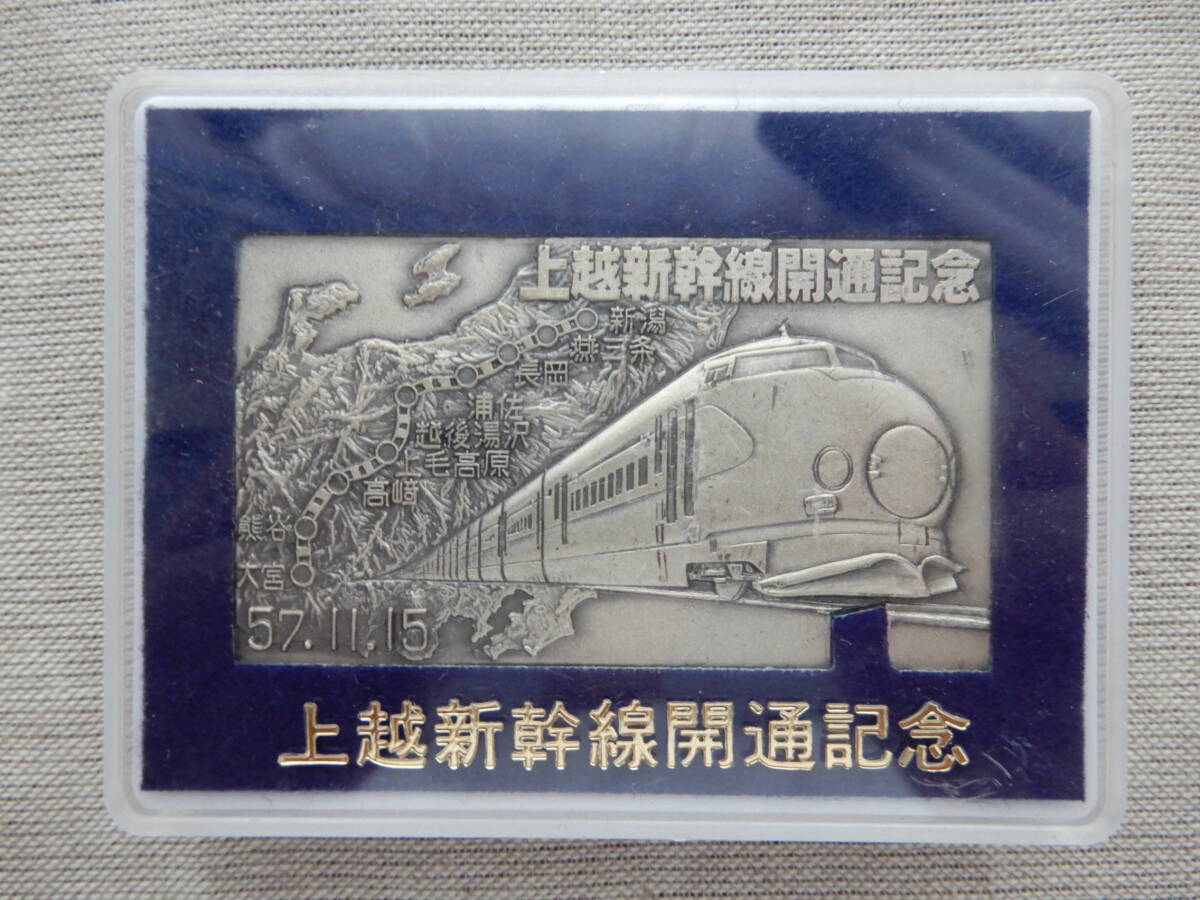 上越新幹線開通記念
新潟
燕三条
長岡
浦佐
越後湯沢
上毛高原
高崎
熊谷
大宮
57.11.15
上越新幹線開通記念